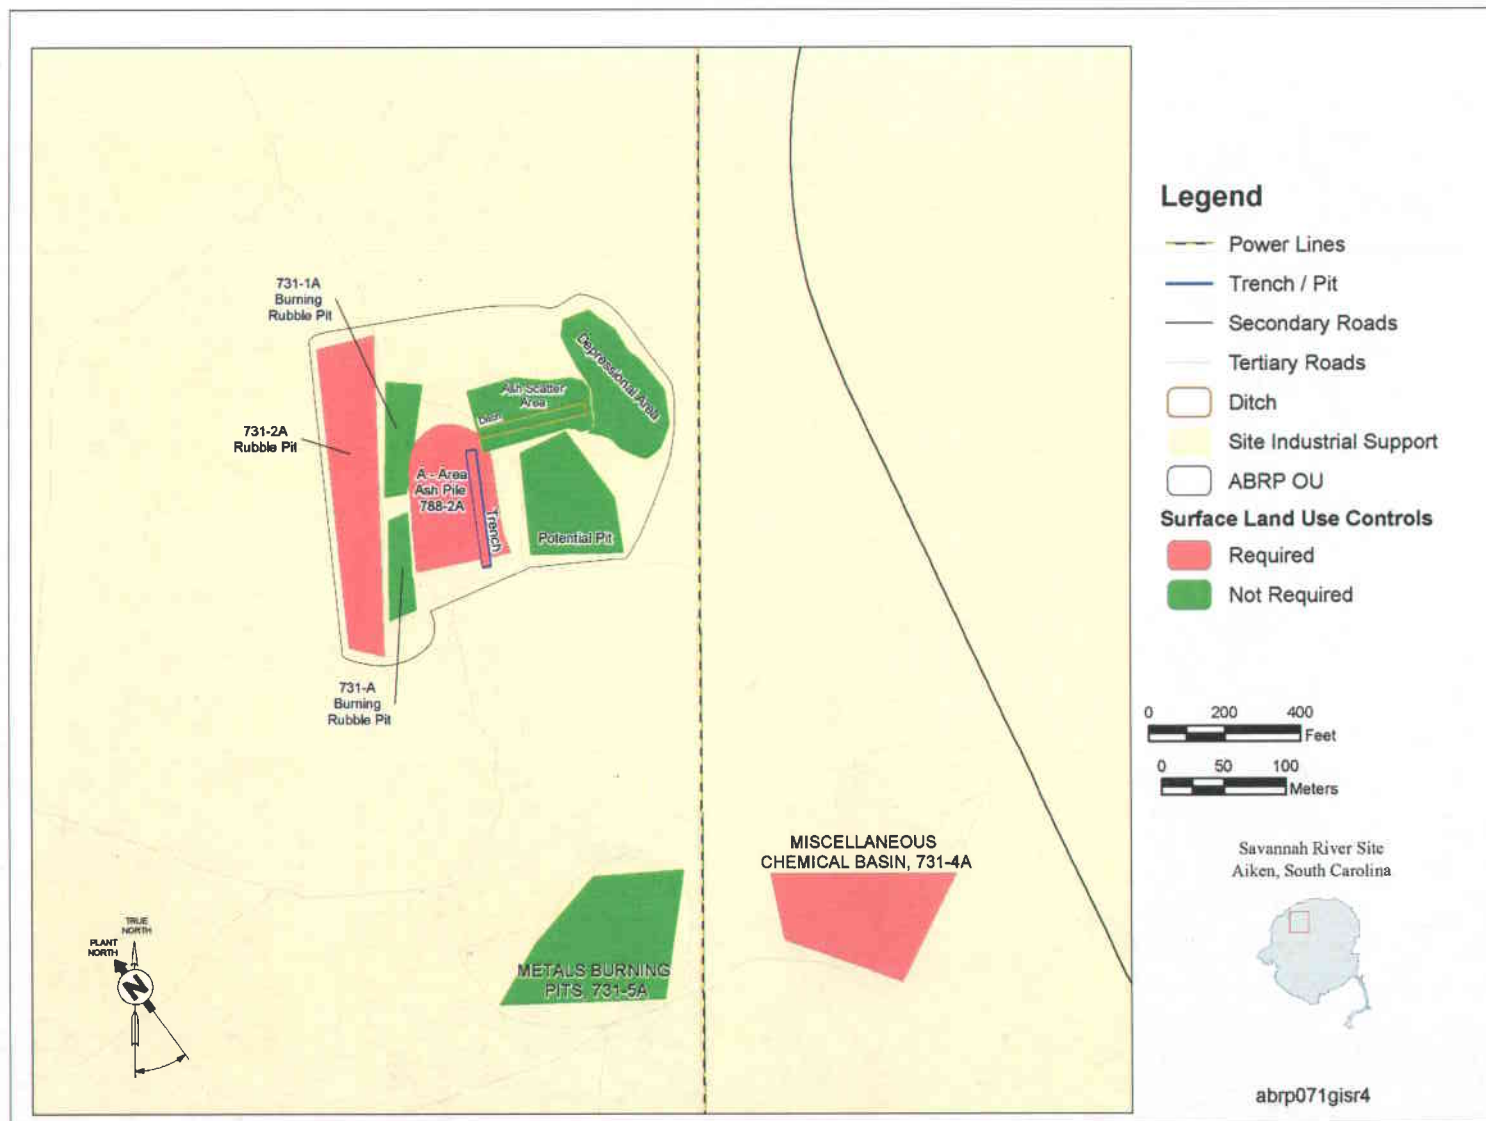 731-1A
Burning
Rubble Pit
731-2A
Rubble Pit
Depressional Area
Ash Scatter
Area
Ditch
A - Area
Ash Pile
788-2A
Trench
Potential Pit
731-A
Burning
Rubble Pit
MISCELLANEOUS
CHEMICAL BASIN, 731-4A
METALS BURNING
PITS, 731-5A
TRUE
NORTH
PLANT
NORTH
N
Legend
Power Lines
Trench / Pit
Secondary Roads
Tertiary Roads
Ditch
Site Industrial Support
ABRP OU
Surface Land Use Controls
Required
Not Required
0 200 400
Feet
0 50 100
Meters
Savannah River Site
Aiken, South Carolina
abrp071gisr4